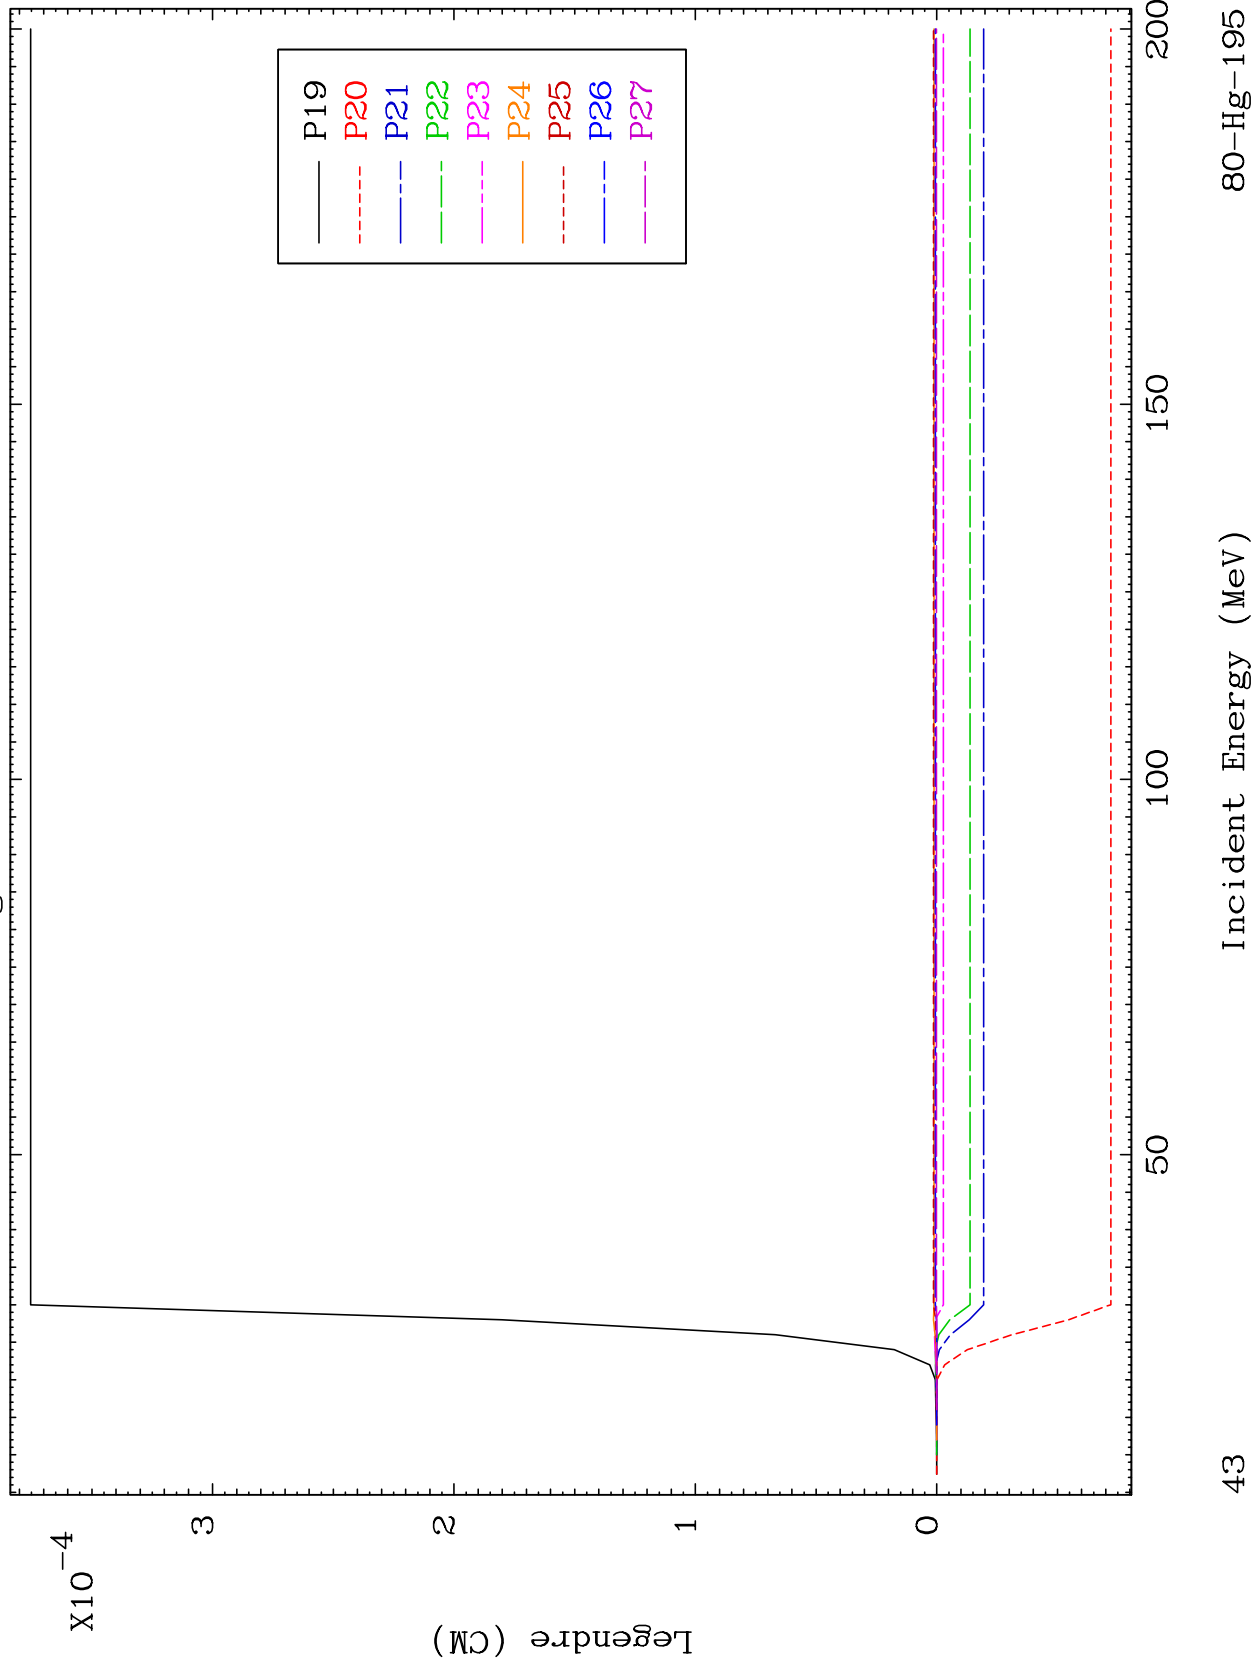 X10-4
3
2
1
0
Legendre (CM)
P19
P20
P21
P22
P23
P24
P25
P26
P27
50
100
150
200
Incident Energy (MeV)
43
80-Hg-195